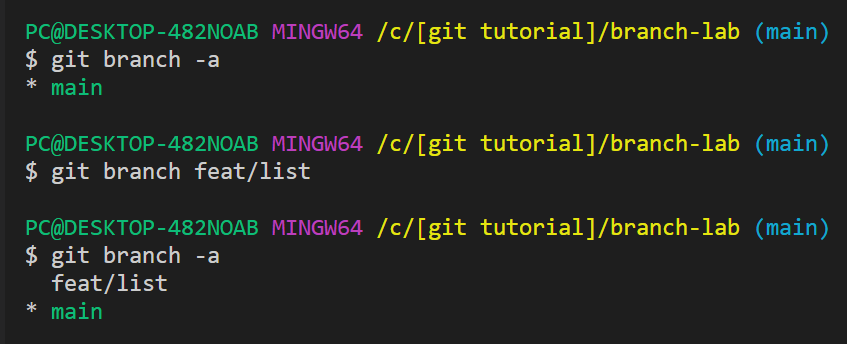 PC@DESKTOP-482NOAB MINGW64 /c/[git tutorial]/branch-lab (main)
$ git branch -a
* main
PC@DESKTOP-482NOAB MINGW64 /c/[git tutorial]/branch-lab (main)
$ git branch feat/list
PC@DESKTOP-482NOAB MINGW64 /c/[git tutorial]/branch-lab (main)
$ git branch -a
  feat/list
* main